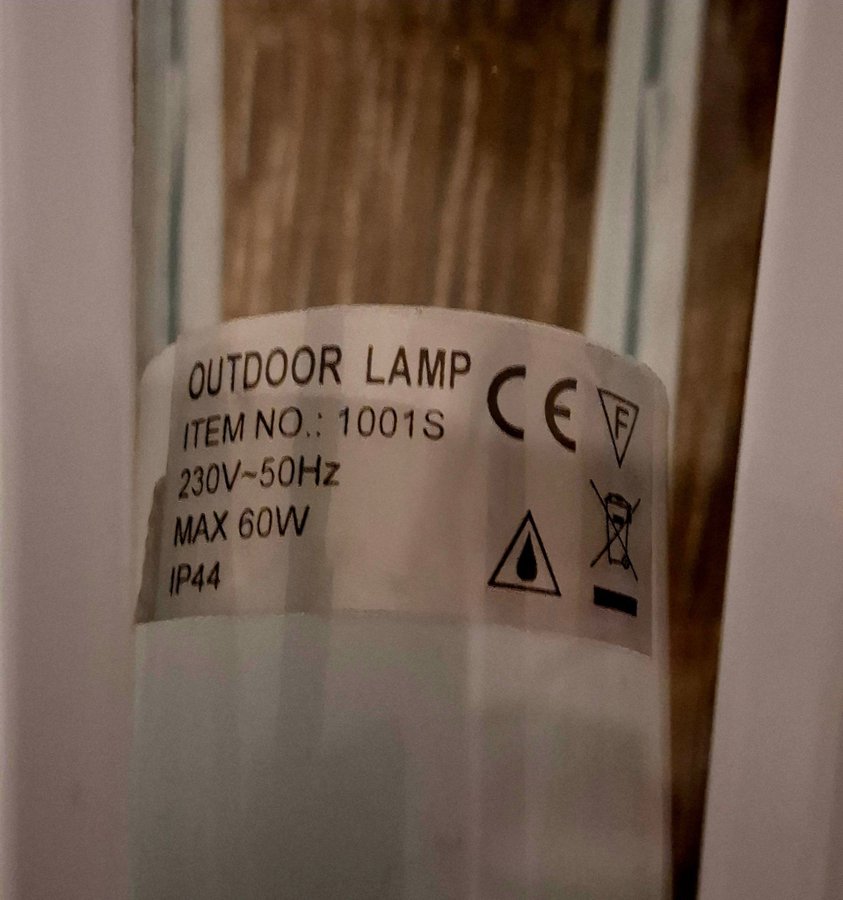 OUTDOOR LAMP
ITEM NO.: 1001S
230V~50Hz
MAX 60W
IP44
CE
F